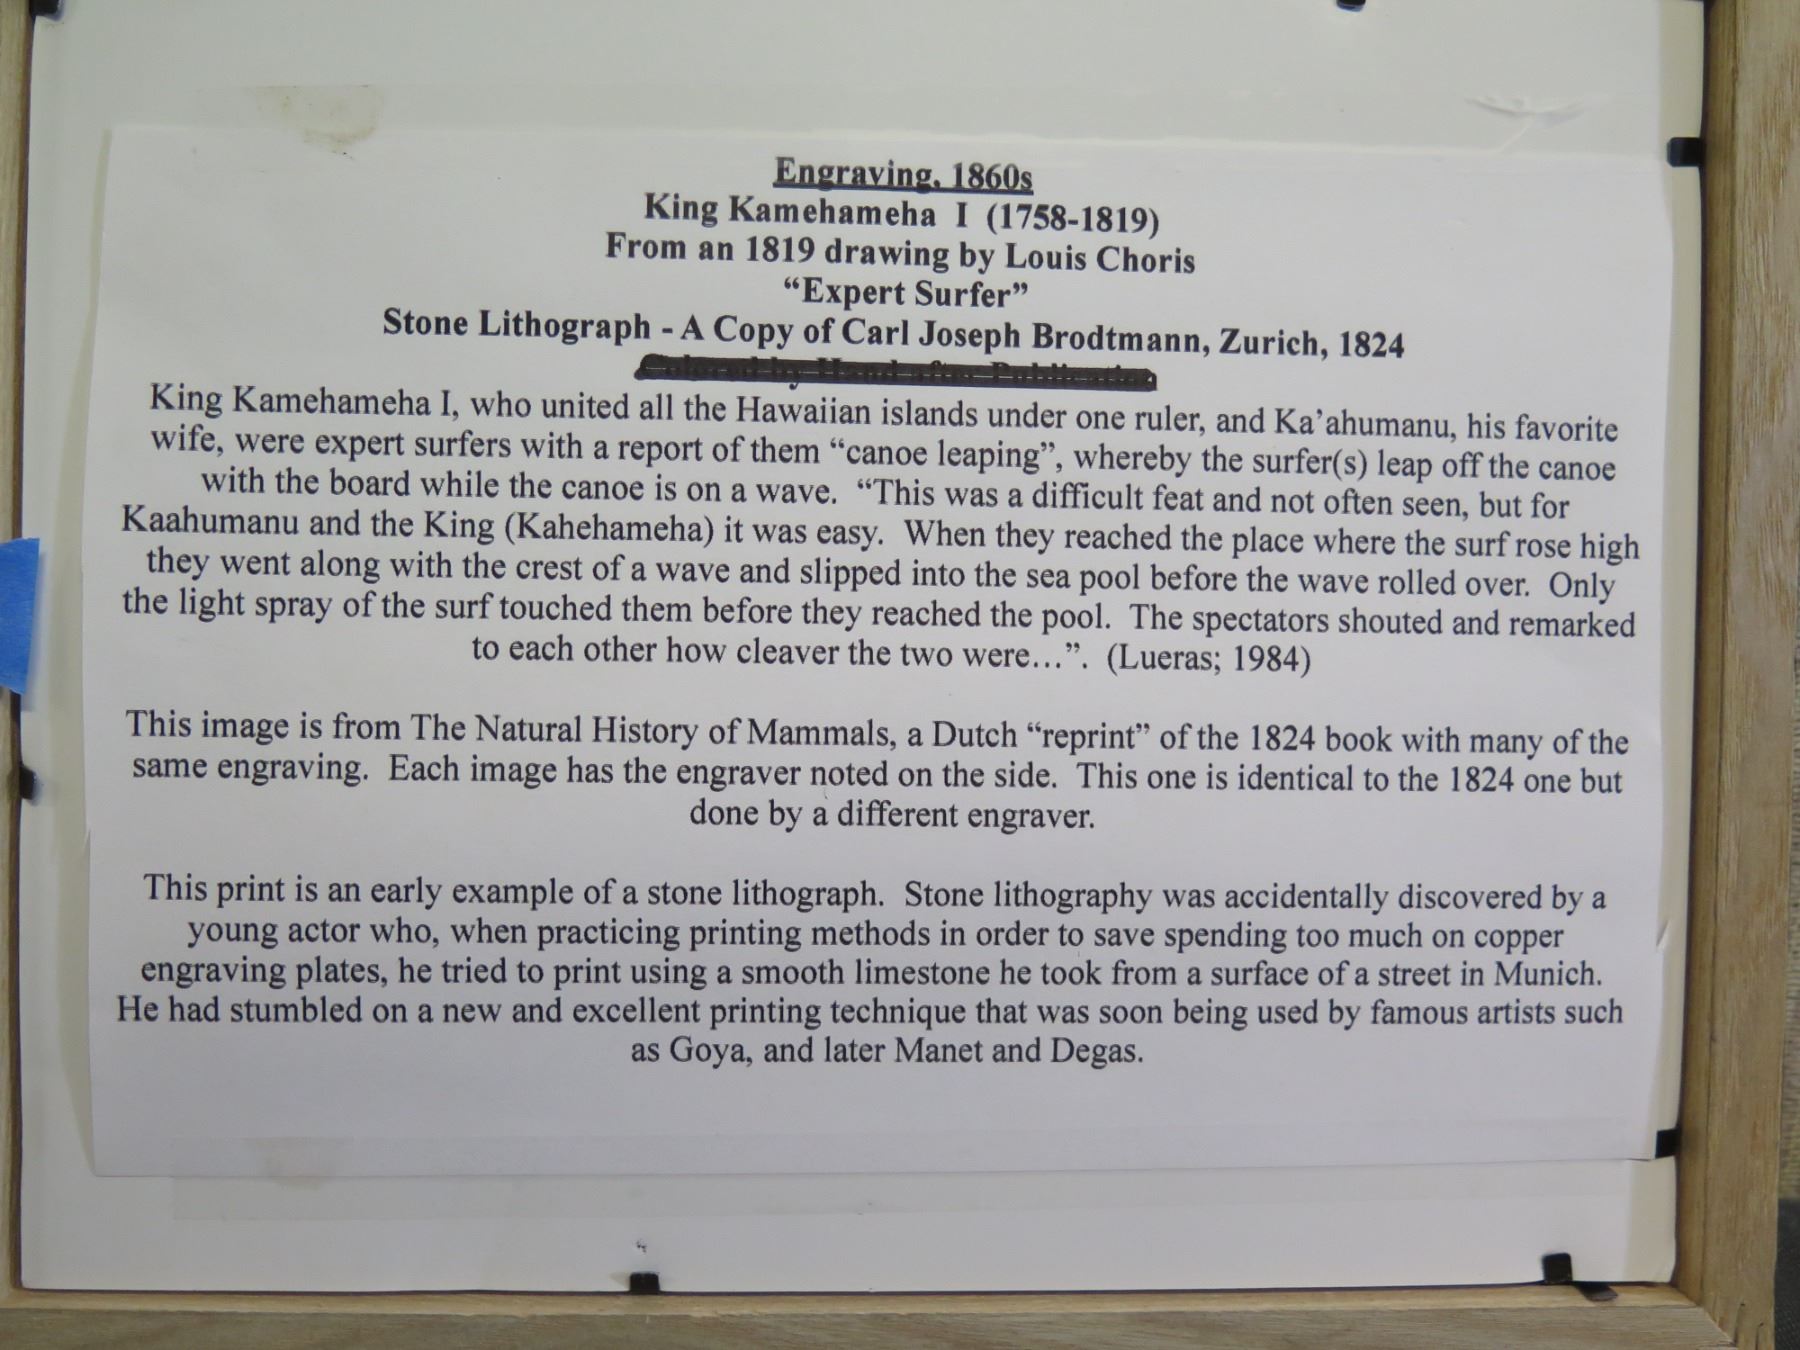 Engraving, 1860s
King Kamehameha I (1758-1819)
From an 1819 drawing by Louis Choris
“Expert Surfer”
Stone Lithograph - A Copy of Carl Joseph Brodtmann, Zurich, 1824
Colored by Hand after Publication
King Kamehameha I, who united all the Hawaiian islands under one ruler, and Ka’ahumanu, his favorite
wife, were expert surfers with a report of them “canoe leaping”, whereby the surfer(s) leap off the canoe
with the board while the canoe is on a wave. “This was a difficult feat and not often seen, but for
Kaahumanu and the King (Kahehameha) it was easy. When they reached the place where the surf rose high
they went along with the crest of a wave and slipped into the sea pool before the wave rolled over. Only
the light spray of the surf touched them before they reached the pool. The spectators shouted and remarked
to each other how cleaver the two were…”. (Lueras; 1984)
This image is from The Natural History of Mammals, a Dutch “reprint” of the 1824 book with many of the
same engraving. Each image has the engraver noted on the side. This one is identical to the 1824 one but
done by a different engraver.
This print is an early example of a stone lithograph. Stone lithography was accidentally discovered by a
young actor who, when practicing printing methods in order to save spending too much on copper
engraving plates, he tried to print using a smooth limestone he took from a surface of a street in Munich.
He had stumbled on a new and excellent printing technique that was soon being used by famous artists such
as Goya, and later Manet and Degas.